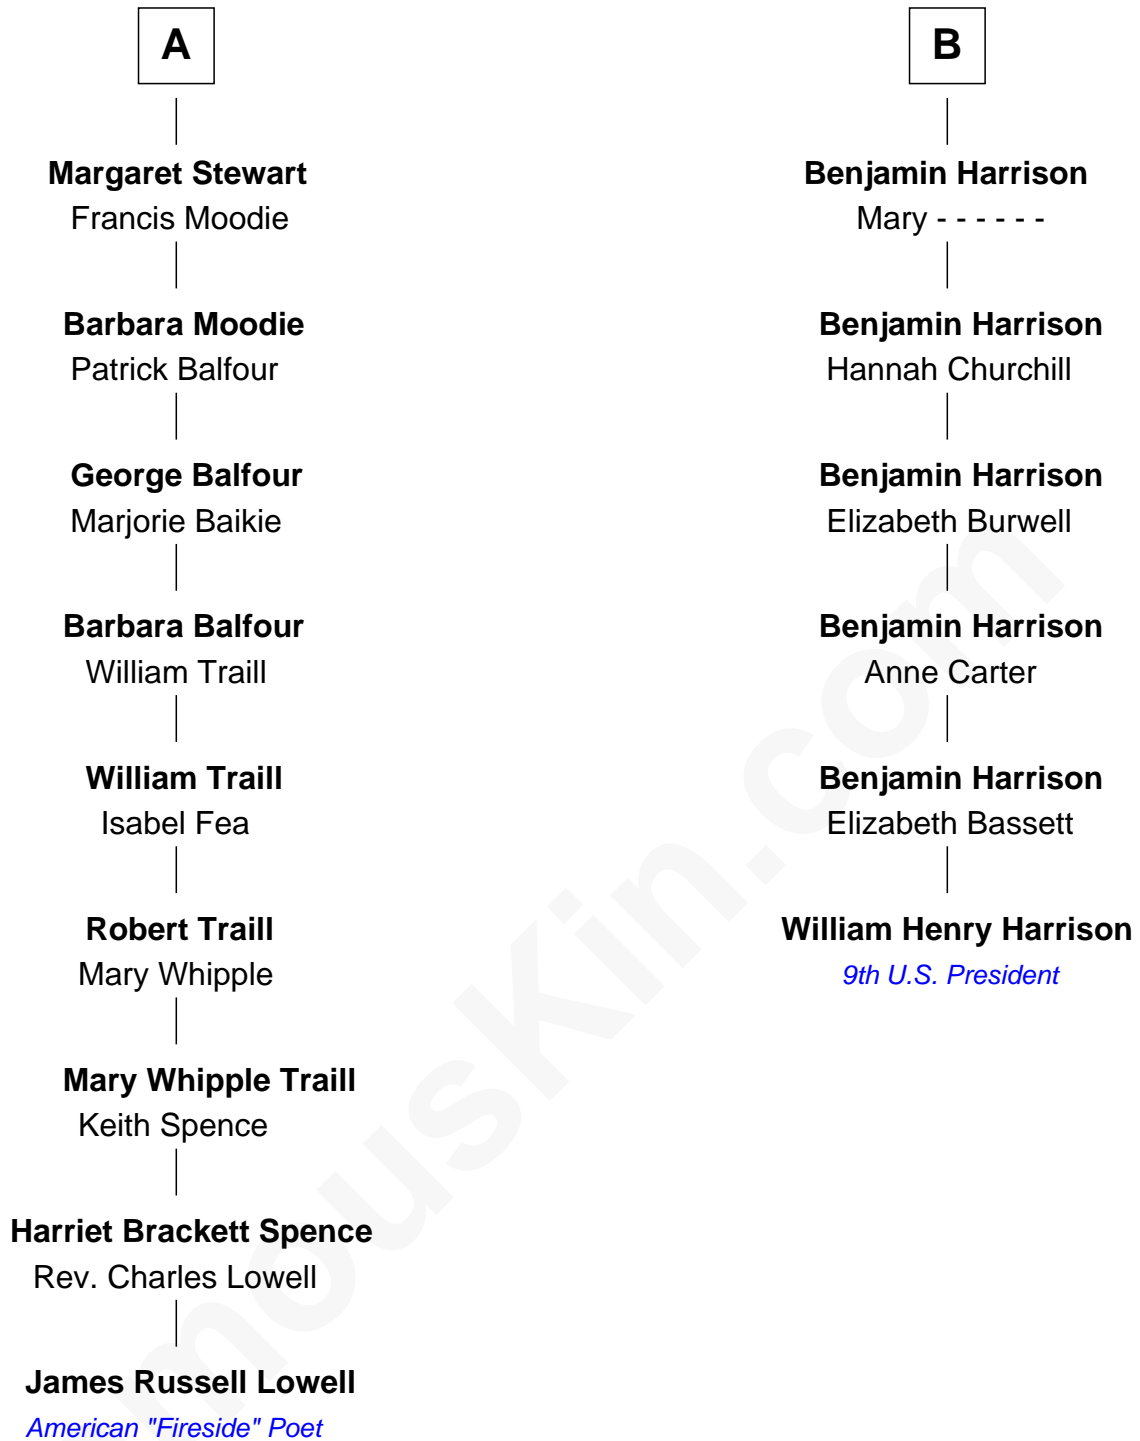 A
Margaret Stewart
Francis Moodie
Barbara Moodie
Patrick Balfour
George Balfour
Marjorie Baikie
Barbara Balfour
William Traill
William Traill
Isabel Fea
Robert Traill
Mary Whipple
Mary Whipple Traill
Keith Spence
Harriet Brackett Spence
Rev. Charles Lowell
James Russell Lowell
American "Fireside" Poet
B
Benjamin Harrison
Mary - - - - - -
Benjamin Harrison
Hannah Churchill
Benjamin Harrison
Elizabeth Burwell
Benjamin Harrison
Anne Carter
Benjamin Harrison
Elizabeth Bassett
William Henry Harrison
9th U.S. President
mousKin.com